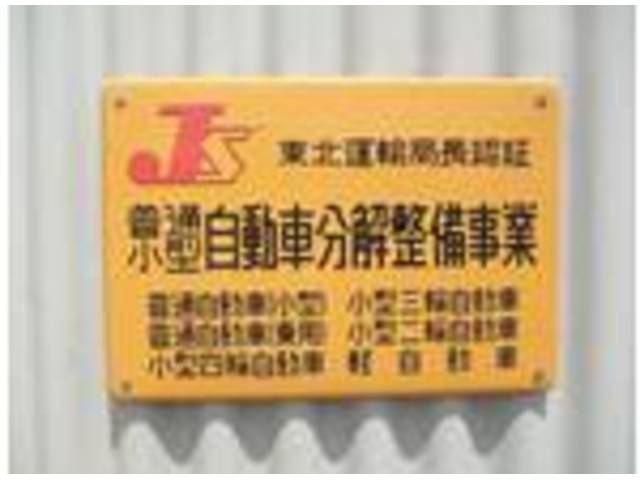 JS
東北運輸局長認証
普通
小型 自動車分解整備事業
普通自動車(小型) 小型三輪自動車
普通自動車(乗用) 小型二輪自動車
小型四輪自動車 軽自動車